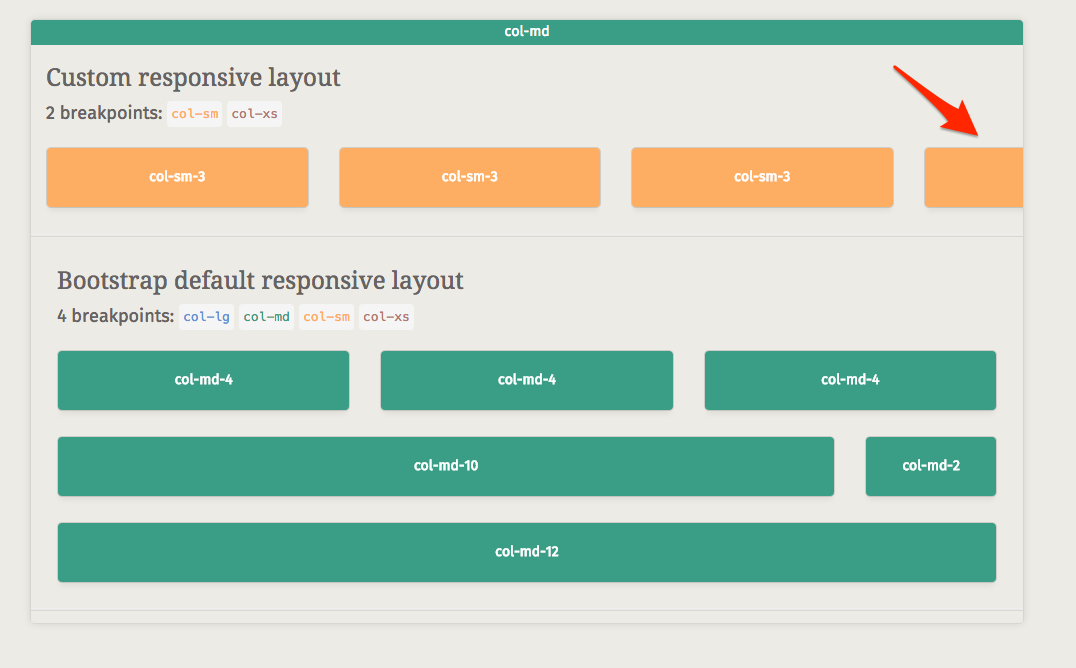 col-md
Custom responsive layout
2 breakpoints: col-sm col-xs
col-sm-3 col-sm-3 col-sm-3
Bootstrap default responsive layout
4 breakpoints: col-lg col-md col-sm col-xs
col-md-4 col-md-4 col-md-4
col-md-10 col-md-2
col-md-12